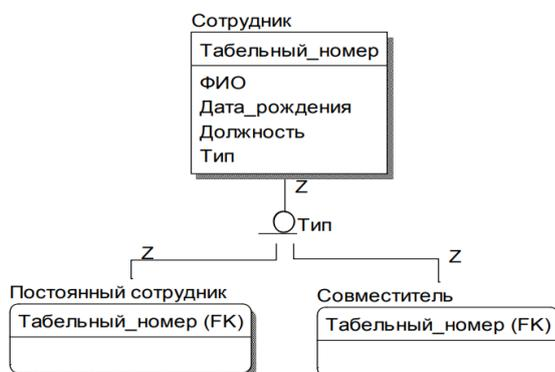 Сотрудник
Табельный_номер
ФИО
Дата_рождения
Должность
Тип
Z
Тип
Z
Z
Постоянный сотрудник
Совместитель
Табельный_номер (FK)
Табельный_номер (FK)